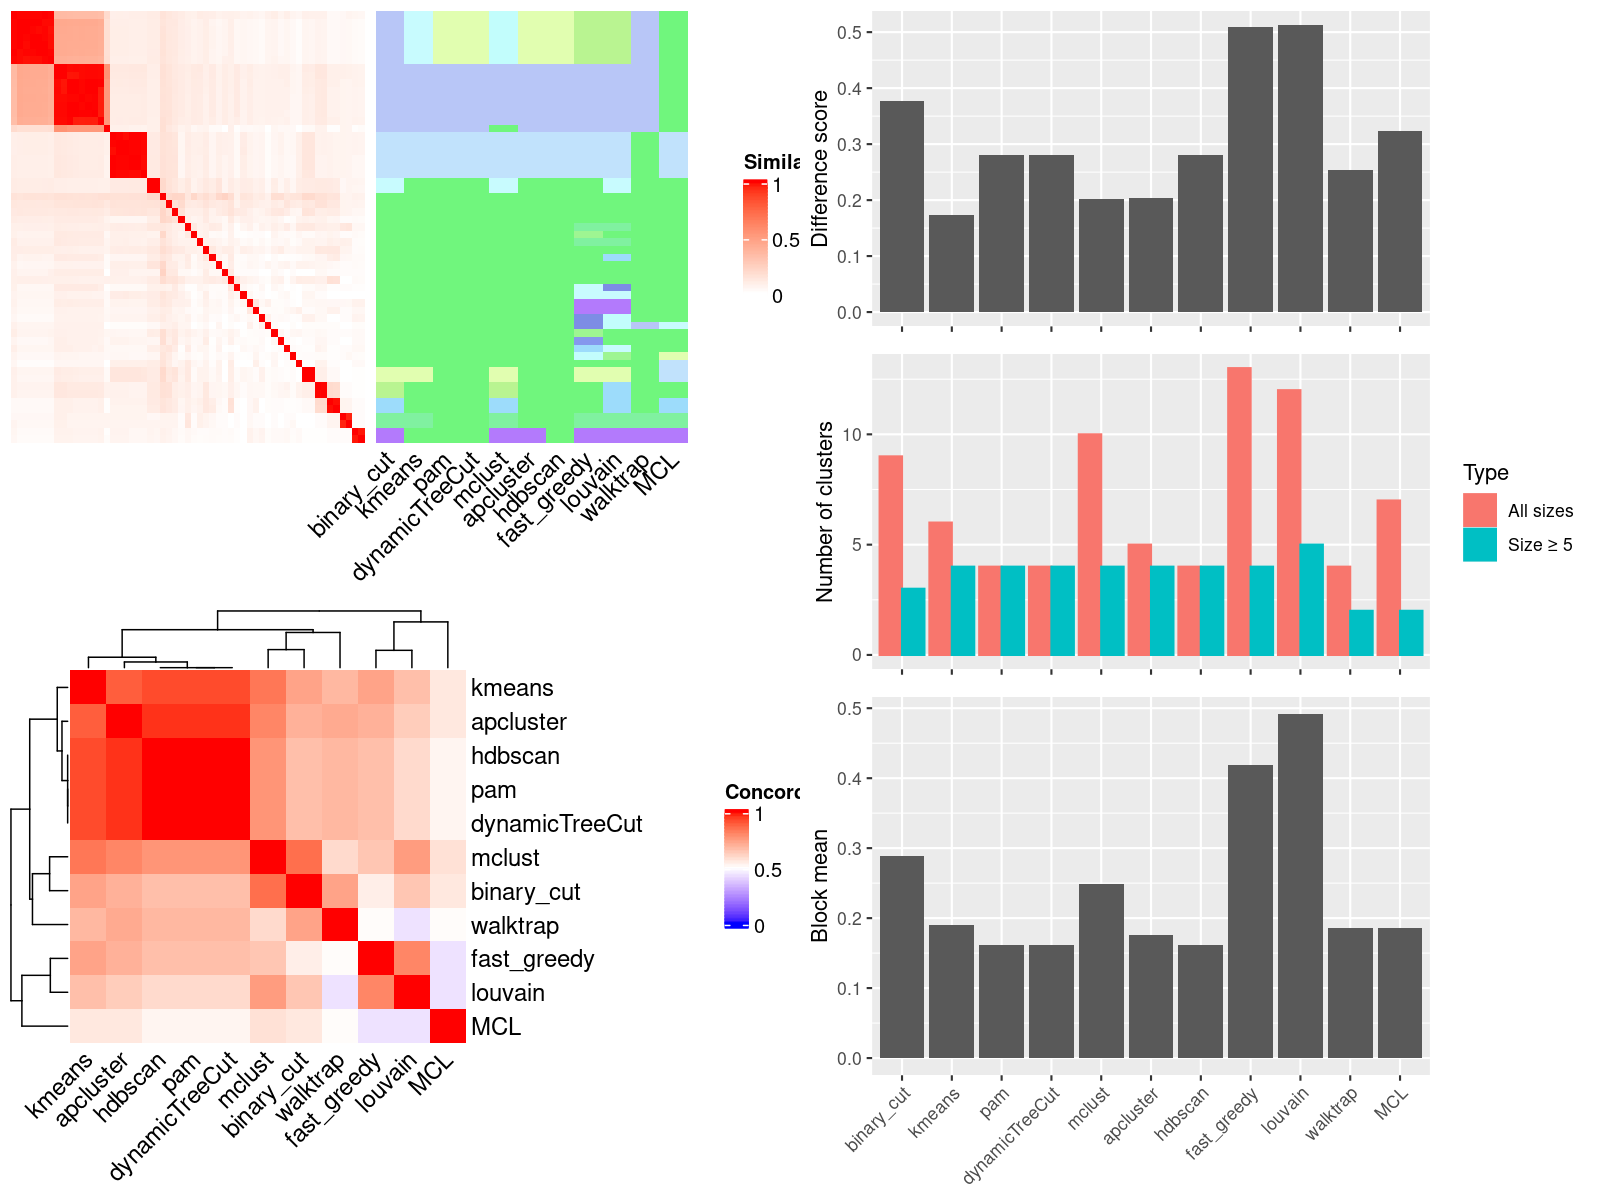 Simila
1
0.5
0
binary_cut
kmeans
pam
dynamicTreeCut
mclust
apcluster
hdbscan
fast_greedy
louvain
walktrap
MCL
kmeans
apcluster
hdbscan
pam
dynamicTreeCut
mclust
binary_cut
walktrap
fast_greedy
louvain
MCL
kmeans
apcluster
hdbscan
pam
dynamicTreeCut
mclust
binary_cut
walktrap
fast_greedy
louvain
MCL
Concord
1
0.5
0
Difference score
0.5
0.4
0.3
0.2
0.1
0.0
Number of clusters
10
5
0
Type
All sizes
Size ≥ 5
Block mean
0.5
0.4
0.3
0.2
0.1
0.0
binary_cut
kmeans
pam
dynamicTreeCut
mclust
apcluster
hdbscan
fast_greedy
louvain
walktrap
MCL